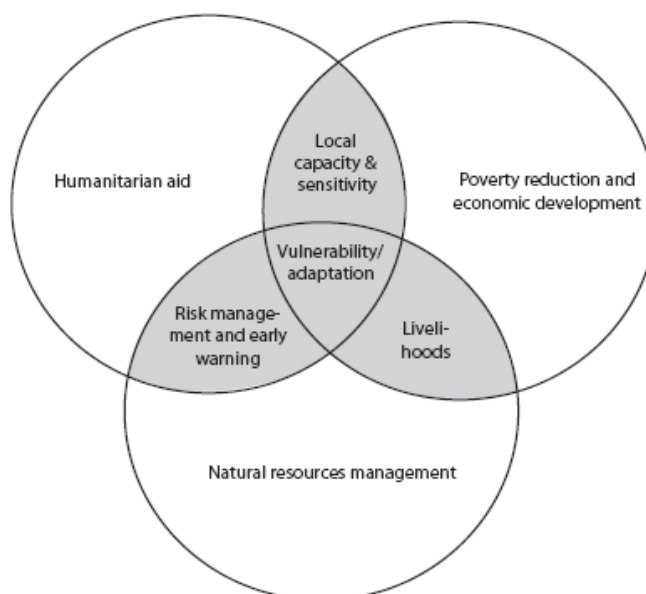 Local
capacity &
sensitivity
Humanitarian aid
Poverty reduction and
economic development
Vulnerability/
adaptation
Risk manage-
ment and early
warning
Liveli-
hoods
Natural resources management